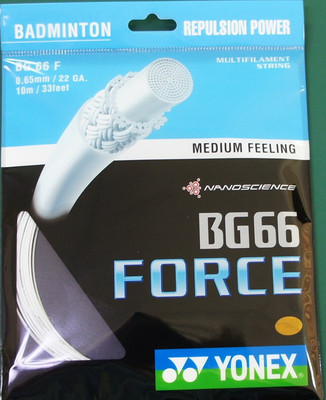 BADMINTON
REPULSION POWER
BG 66 F
0.65mm / 22 GA.
10m / 33feet
MULTIFILAMENT
STRING
MEDIUM FEELING
NANOSCIENCE
BG66
FORCE
YONEX